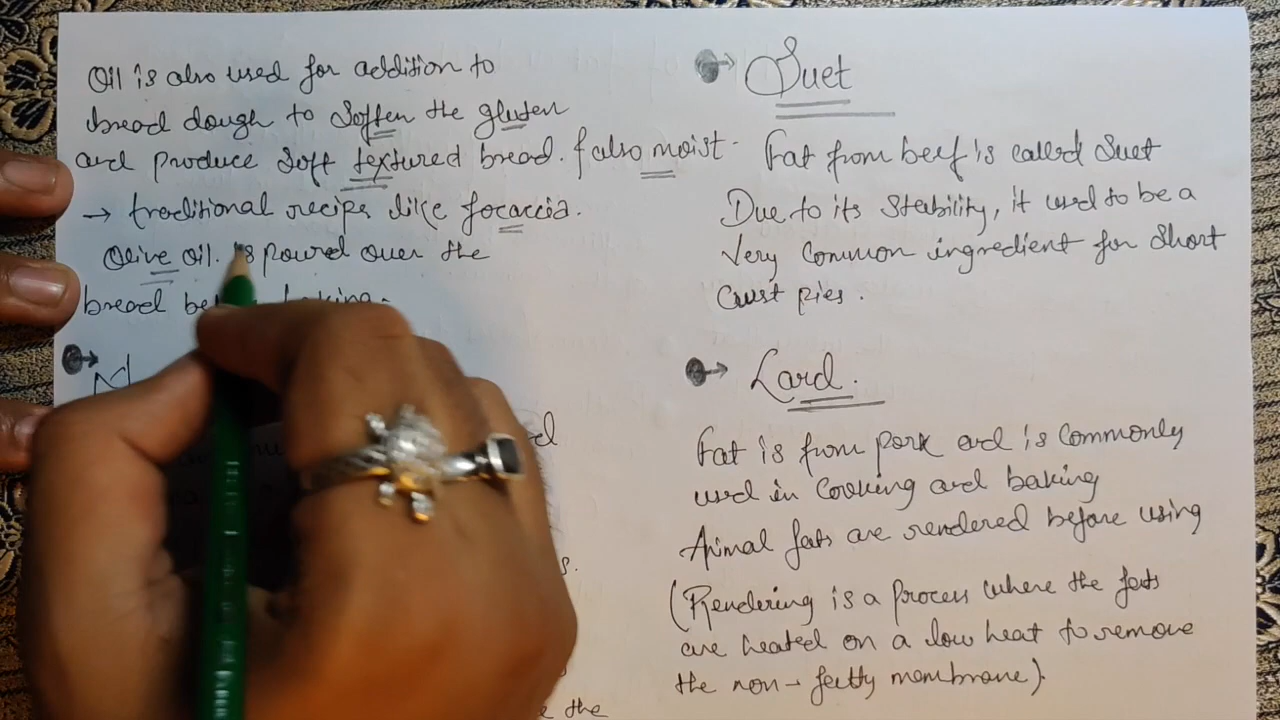 Oil is also used for addition to
bread dough to Soften the gluten
and produce Soft textured bread. & also moist.
→ traditional recipe like focaccia.
Olive oil. is poured over the
bread baking.
the
Suet
Fat from beef is called Suet
Due to its Stability, it used to be a
Very Common ingredient for Short
Crust pies.
Lard.
Fat is from pork and is commonly
used in Cooking and baking
Animal fats are rendered before using
(Rendering is a process where the fats
are heated on a low heat to remove
the non-fatty membrane).